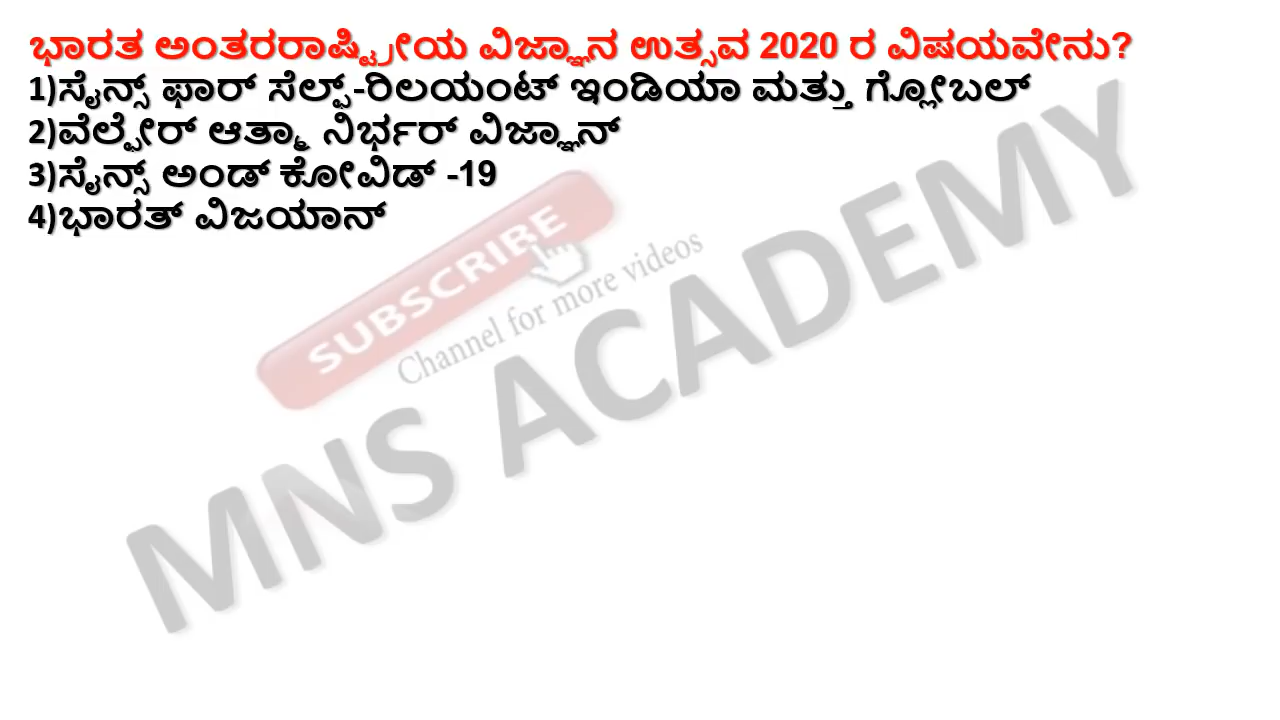 ಭಾರತ ಅಂತರರಾಷ್ಟ್ರೀಯ ವಿಜ್ಞಾನ ಉತ್ಸವ 2020 ರ ವಿಷಯವೇನು?
1)ಸೈನ್ಸ್ ಫಾರ್ ಸೆಲ್ಫ್-ರಿಲಯಂಟ್ ಇಂಡಿಯಾ ಮತ್ತು ಗ್ಲೋಬಲ್
2)ವೆಲ್ಫೇರ್ ಆತ್ಮಾ ನಿರ್ಭರ್ ವಿಜ್ಞಾನ್
3)ಸೈನ್ಸ್ ಅಂಡ್ ಕೋವಿಡ್ -19
4)ಭಾರತ್ ವಿಜಯಾನ್
SUBSCRIBE
Channel for more videos
MNS ACADEMY